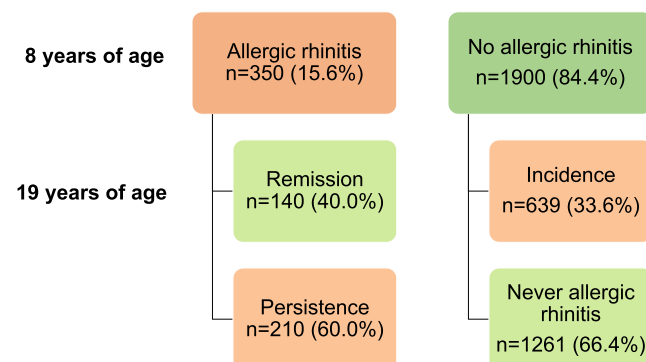 8 years of age
Allergic rhinitis
n=350 (15.6%)
No allergic rhinitis
n=1900 (84.4%)
19 years of age
Remission
n=140 (40.0%)
Incidence
n=639 (33.6%)
Persistence
n=210 (60.0%)
Never allergic
rhinitis
n=1261 (66.4%)